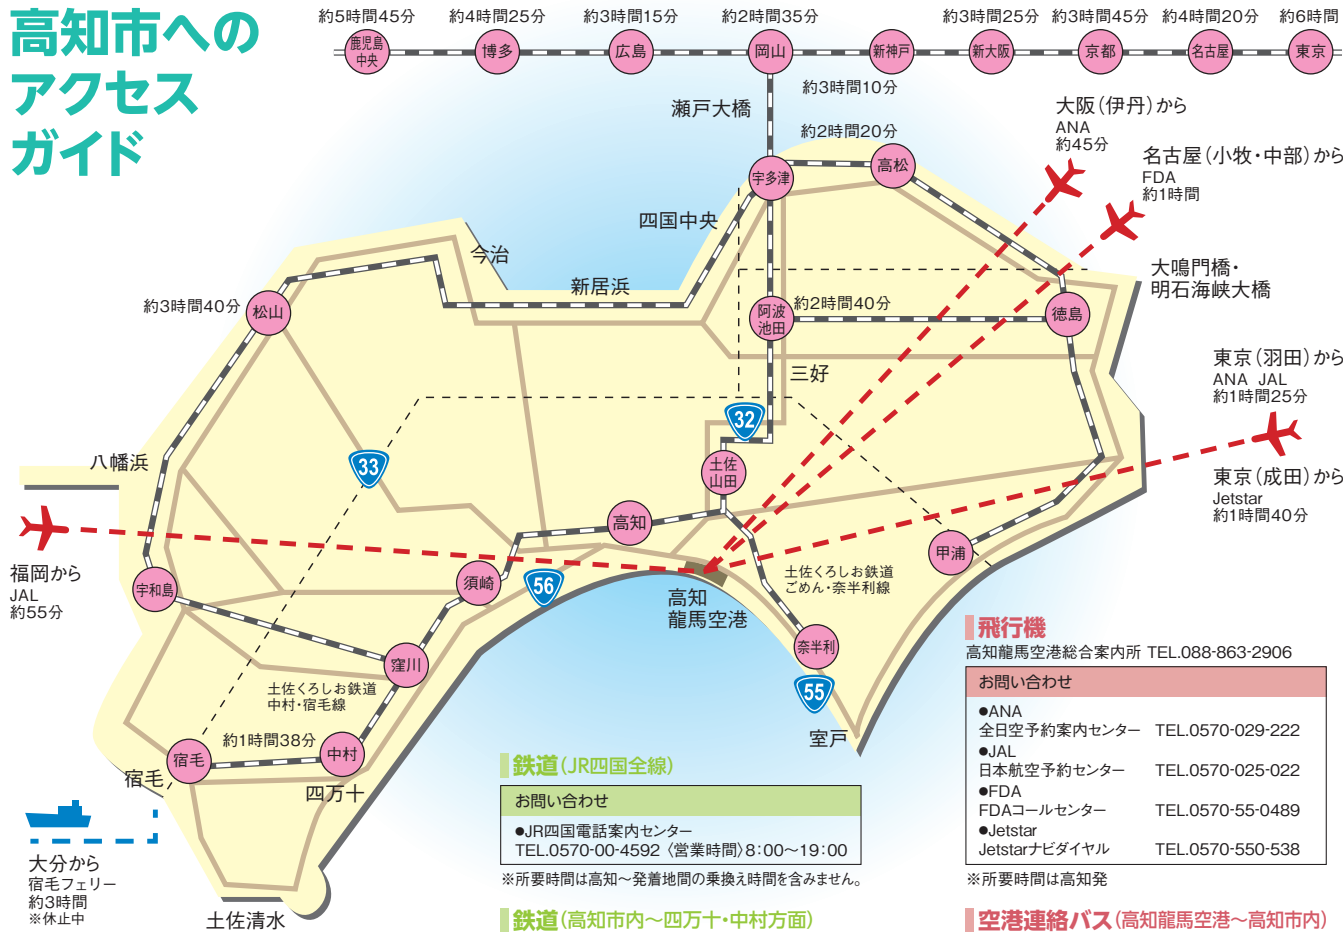 高知市への
アクセス
ガイド
約5時間45分
約4時間25分
約3時間15分
約2時間35分
約3時間25分
約3時間45分
約4時間20分
約6時間
鹿児島
中央
博多
広島
岡山
新神戸
新大阪
京都
名古屋
東京
約3時間10分
瀬戸大橋
大阪(伊丹)から
ANA
約45分
約2時間20分
名古屋(小牧・中部)から
FDA
約1時間
宇多津
高松
四国中央
今治
新居浜
大鳴門橋・
明石海峡大橋
約3時間40分
松山
阿波
池田
約2時間40分
徳島
東京(羽田)から
ANA JAL
約1時間25分
三好
32
33
八幡浜
土佐
山田
東京(成田)から
Jetstar
約1時間40分
高知
甲浦
福岡から
JAL
約55分
宇和島
須崎
56
高知
龍馬空港
土佐くろしお鉄道
ごめん・奈半利線
奈半利
窪川
土佐くろしお鉄道
中村・宿毛線
55
室戸
約1時間38分
宿毛
中村
宿毛
四万十
大分から
宿毛フェリー
約3時間
※休止中
土佐清水
鉄道(JR四国全線)
お問い合わせ
●JR四国電話案内センター
TEL.0570-00-4592〈営業時間〉8:00〜19:00
※所要時間は高知〜発着地間の乗換え時間を含みません。
鉄道(高知市内〜四万十・中村方面)
飛行機
高知龍馬空港総合案内所 TEL.088-863-2906
お問い合わせ
●ANA
全日空予約案内センター TEL.0570-029-222
●JAL
日本航空予約センター TEL.0570-025-022
●FDA
FDAコールセンター TEL.0570-55-0489
●Jetstar
Jetstarナビダイヤル TEL.0570-550-538
※所要時間は高知発
空港連絡バス(高知龍馬空港〜高知市内)